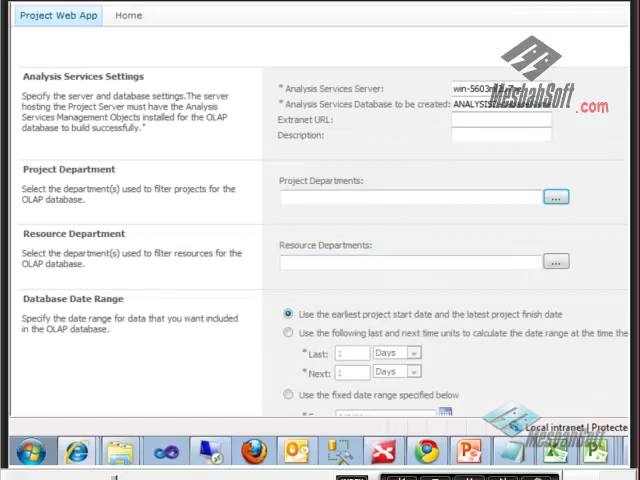 Project Web App
Home
Analysis Services Settings
Specify the server and database settings.The server
hosting the Project Server must have the Analysis
Services Management Objects installed for the OLAP
database to build successfully."
* Analysis Services Server:
* Analysis Services Database to be created:
Extranet URL:
Description:
MesbahSoft
.com
Project Department
Select the department(s) used to filter projects for the
OLAP database.
Project Departments:
...
Resource Department
Select the department(s) used to filter resources for the
OLAP database.
Resource Departments:
...
Database Date Range
Specify the date range for data that you want included
in the OLAP database.
Use the earliest project start date and the latest project finish date
Use the following last and next time units to calculate the date range at the time the
* Last: 1 Days
* Next: 1 Days
Use the fixed date range specified below
Local intranet | Protecte
MesbahSoft